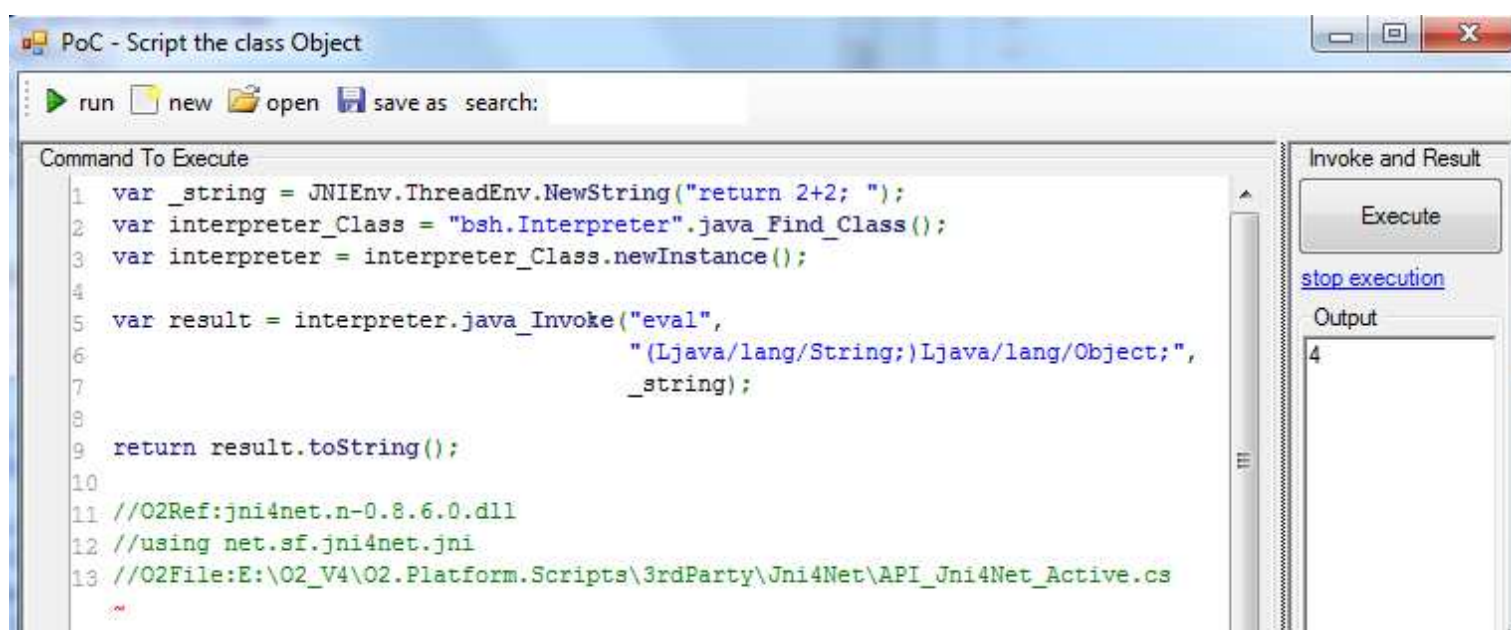 PoC - Script the class Object
run new open save as search:
Command To Execute
1 var _string = JNIEnv.ThreadEnv.NewString("return 2+2; ");
2 var interpreter_Class = "bsh.Interpreter".java_Find_Class();
3 var interpreter = interpreter_Class.newInstance();
4
5 var result = interpreter.java_Invoke("eval",
6 "(Ljava/lang/String;)Ljava/lang/Object;",
7 _string);
8
9 return result.toString();
10
11 //O2Ref:jni4net.n-0.8.6.0.dll
12 //using net.sf.jni4net.jni
13 //O2File:E:\O2_V4\O2.Platform.Scripts\3rdParty\Jni4Net\API_Jni4Net_Active.cs
Invoke and Result
Execute
stop execution
Output
4